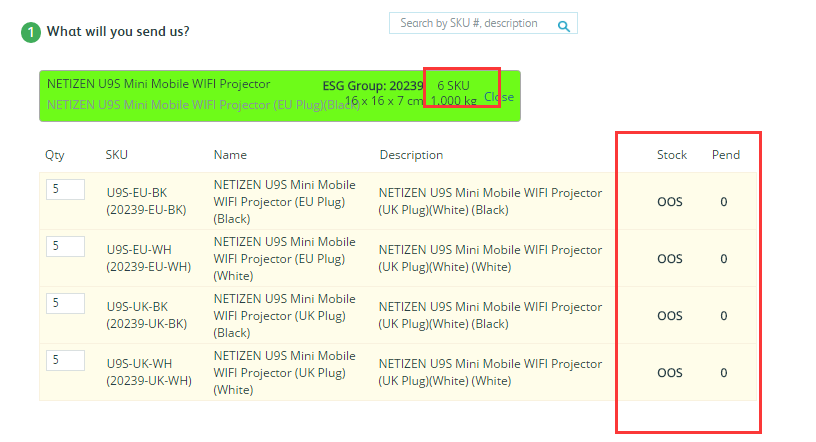 1 What will you send us?
Search by SKU #, description
NETIZEN U9S Mini Mobile WIFI Projector
ESG Group: 20239
6 SKU
NETIZEN U9S Mini Mobile WIFI Projector (EU Plug)(Black)
16 x 16 x 7 cm
1.000 kg
Close
Qty SKU Name Description Stock Pend
5
U9S-EU-BK
(20239-EU-BK)
NETIZEN U9S Mini Mobile
WIFI Projector (EU Plug)
(Black)
NETIZEN U9S Mini Mobile WIFI Projector
(UK Plug)(White) (Black)
OOS
0
5
U9S-EU-WH
(20239-EU-WH)
NETIZEN U9S Mini Mobile
WIFI Projector (EU Plug)
(White)
NETIZEN U9S Mini Mobile WIFI Projector
(UK Plug)(White) (White)
OOS
0
5
U9S-UK-BK
(20239-UK-BK)
NETIZEN U9S Mini Mobile
WIFI Projector (UK Plug)
(Black)
NETIZEN U9S Mini Mobile WIFI Projector
(UK Plug)(White) (Black)
OOS
0
5
U9S-UK-WH
(20239-UK-WH)
NETIZEN U9S Mini Mobile
WIFI Projector (UK Plug)
(White)
NETIZEN U9S Mini Mobile WIFI Projector
(UK Plug)(White) (White)
OOS
0